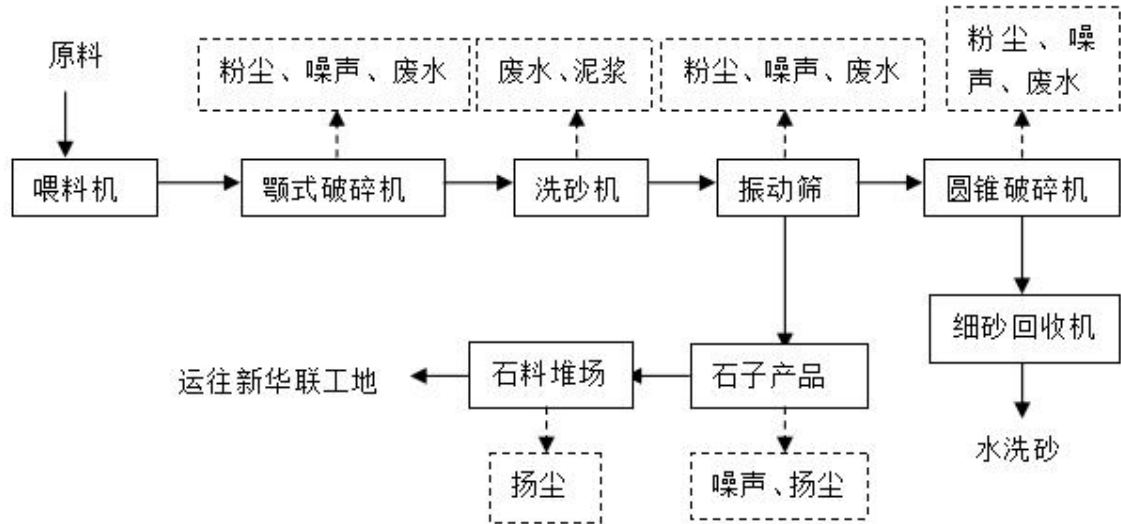 原料
粉尘、噪声、废水
废水、泥浆
粉尘、噪声、废水
粉尘、噪
声、废水
喂料机
颚式破碎机
洗砂机
振动筛
圆锥破碎机
细砂回收机
运往新华联工地
石料堆场
石子产品
水洗砂
扬尘
噪声、扬尘